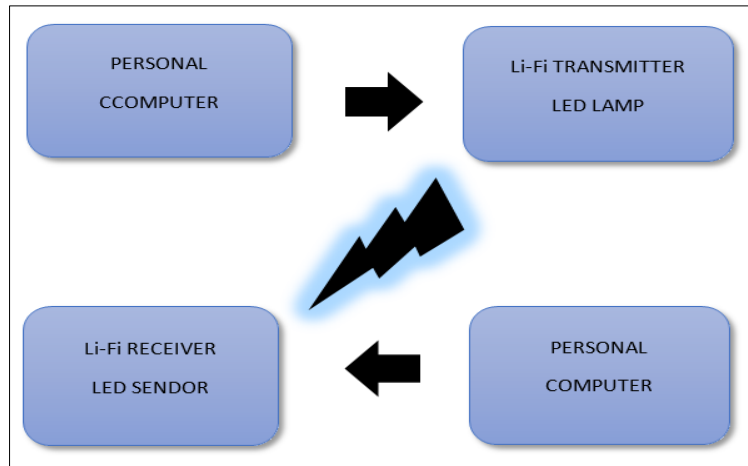 PERSONAL
CCOMPUTER
Li-Fi TRANSMITTER
LED LAMP
Li-Fi RECEIVER
LED SENDOR
PERSONAL
COMPUTER